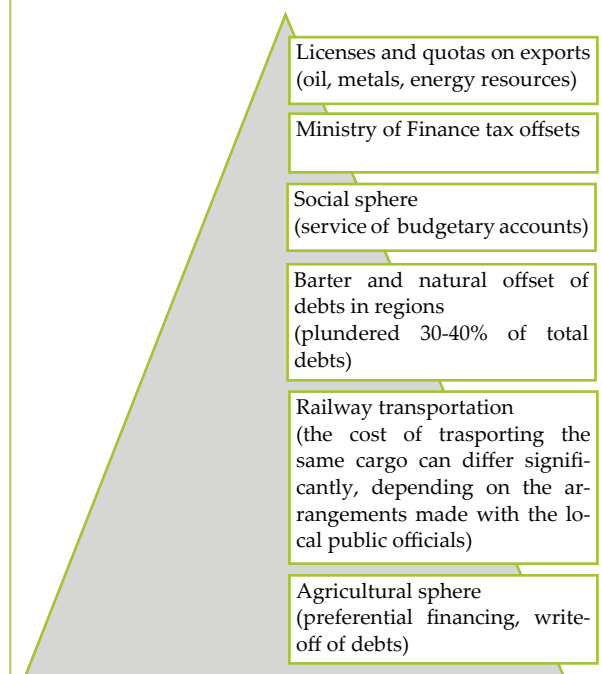 Licenses and quotas on exports
(oil, metals, energy resources)
Ministry of Finance tax offsets
Social sphere
(service of budgetary accounts)
Barter and natural offset of
debts in regions
(plundered 30-40% of total
debts)
Railway transportation
(the cost of trasporting the
same cargo can differ signifi-
cantly, depending on the ar-
rangements made with the lo-
cal public officials)
Agricultural sphere
(preferential financing, write-
off of debts)